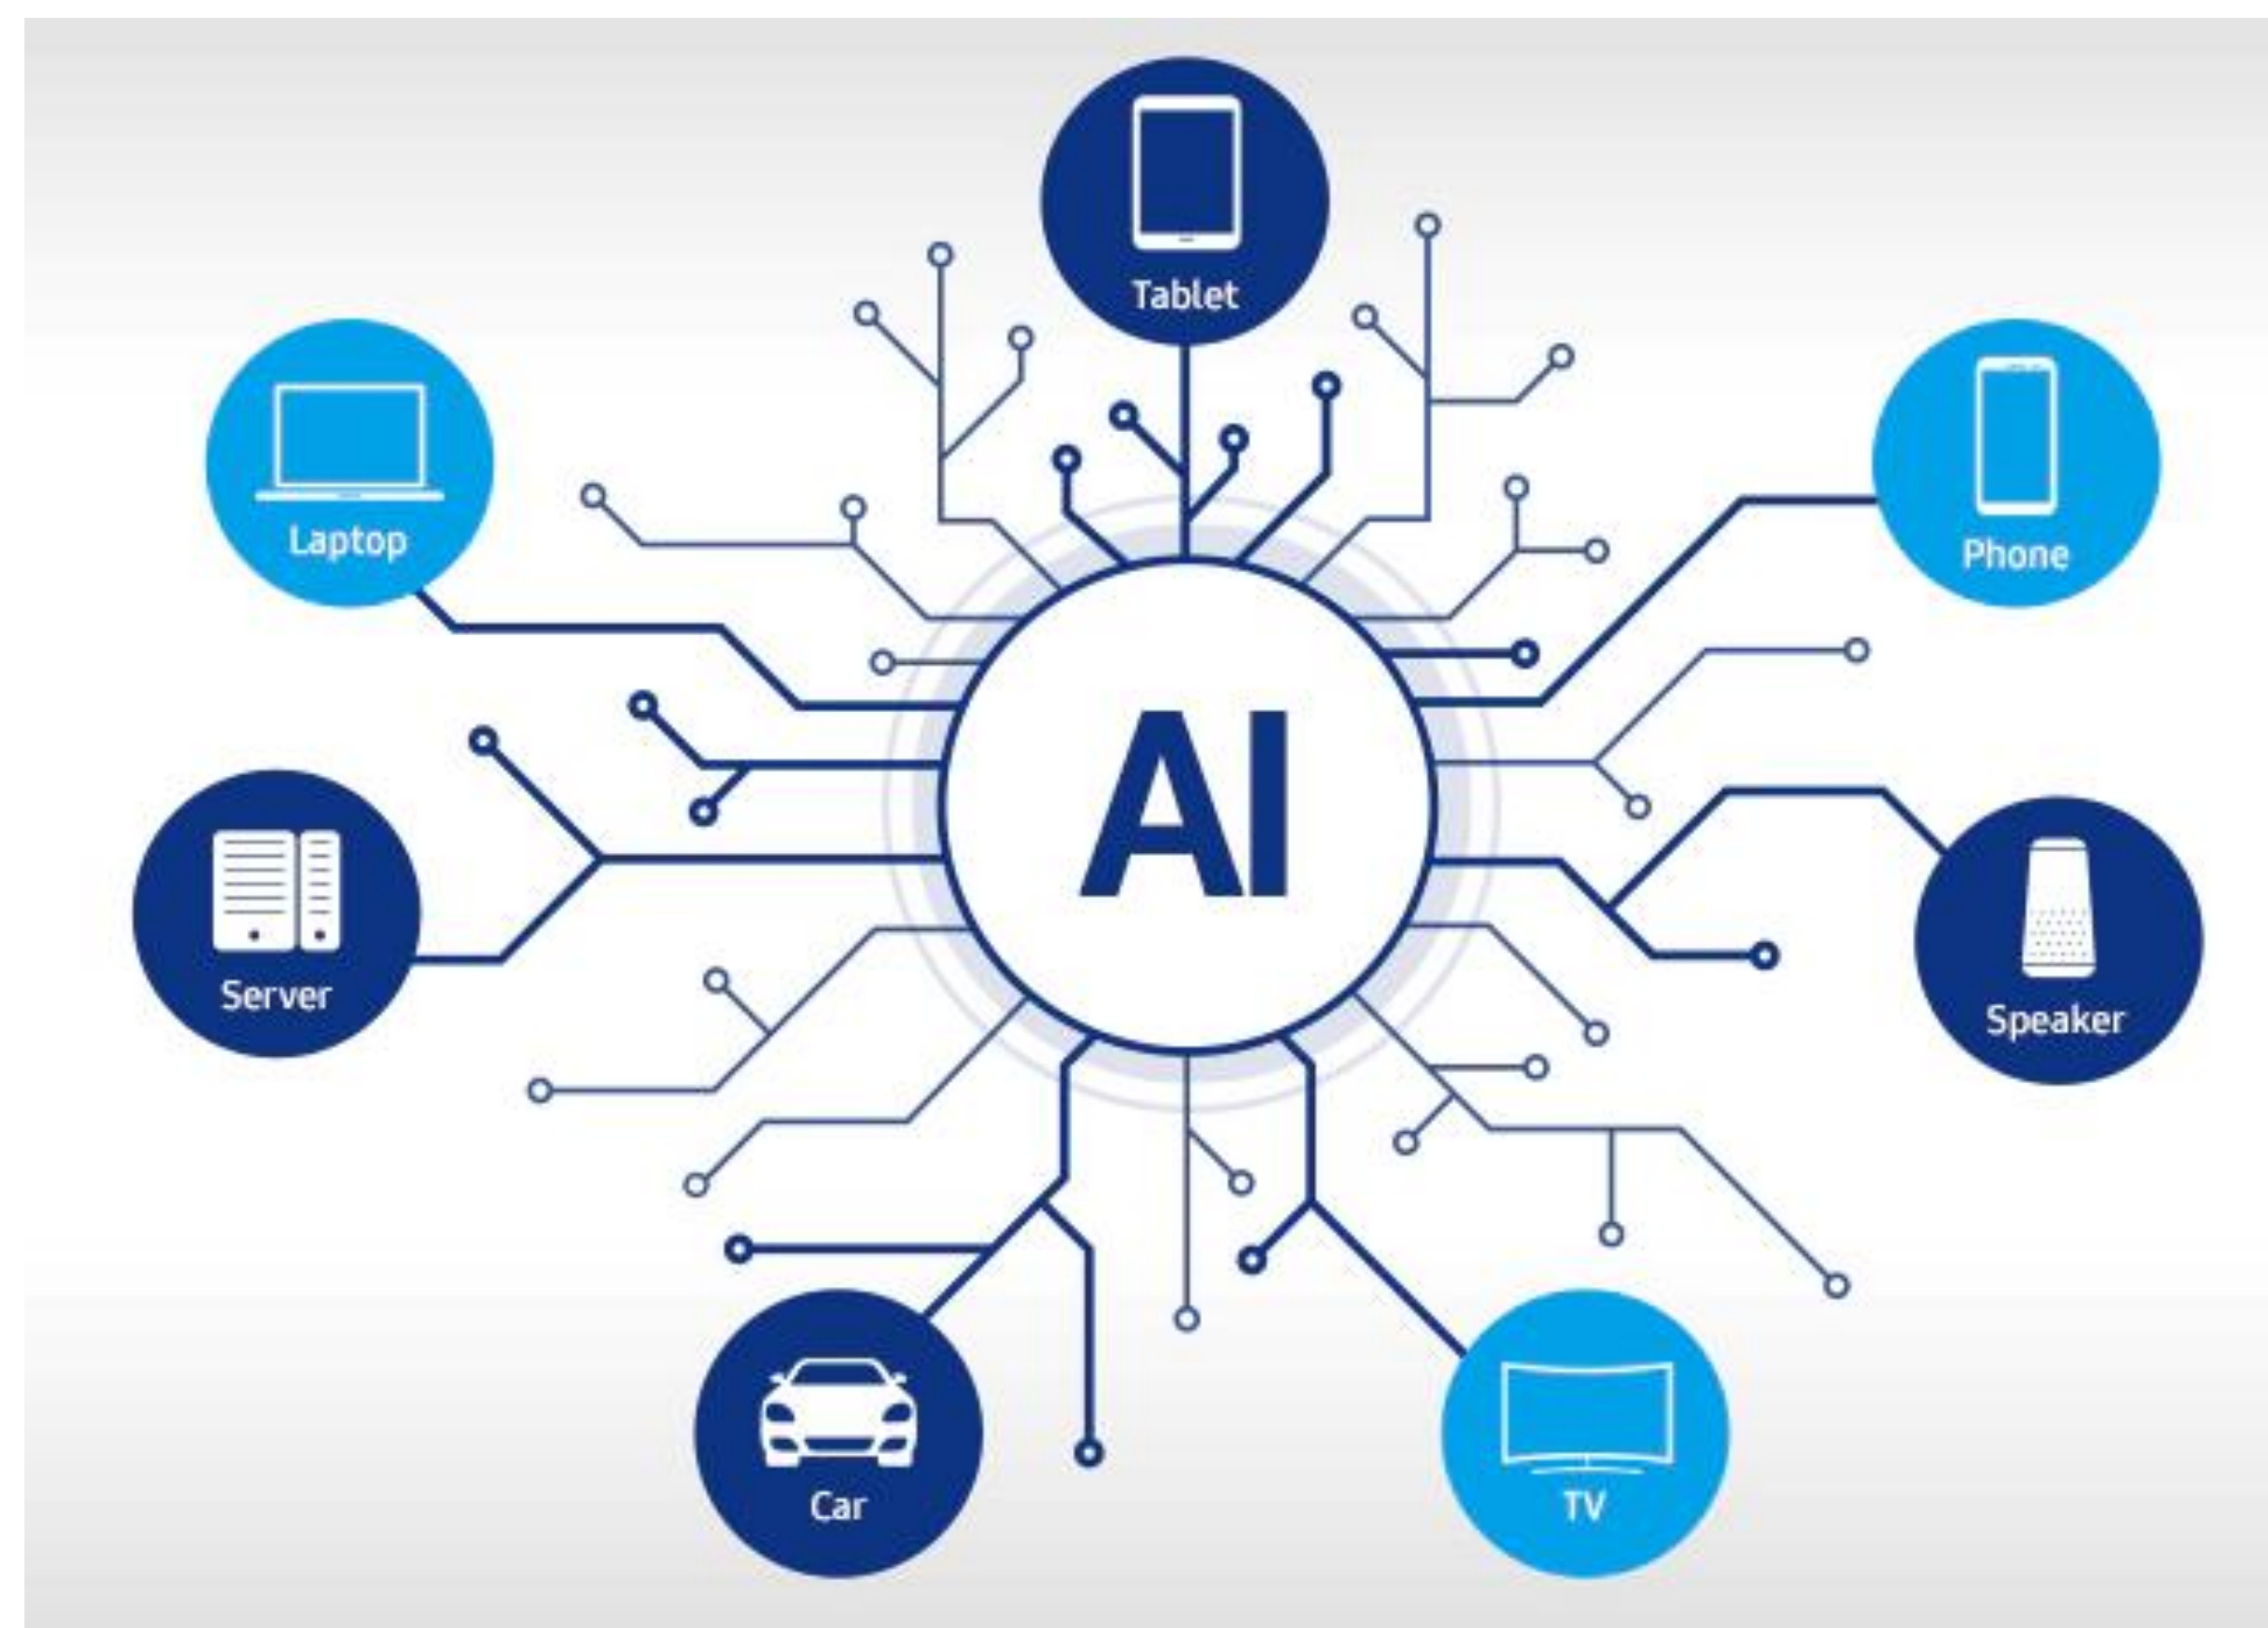 Tablet
Laptop
Phone
AI
Server
Speaker
Car
TV